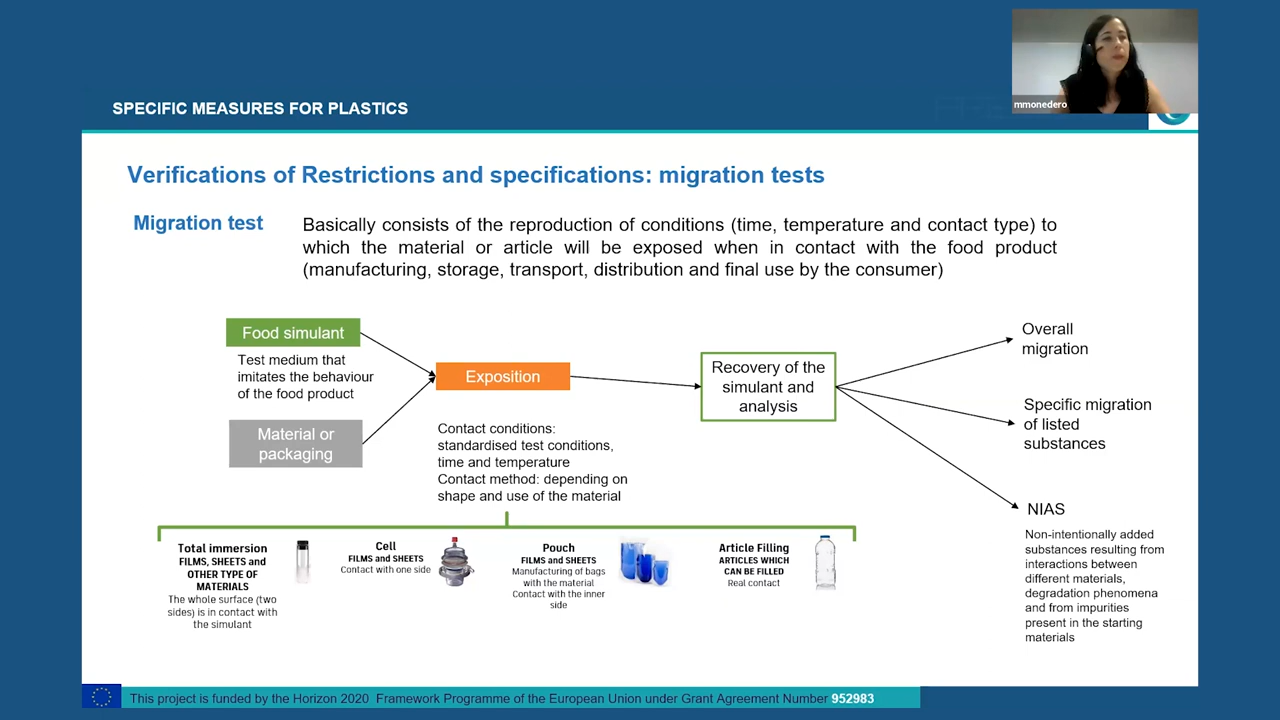 mmonedero
SPECIFIC MEASURES FOR PLASTICS
Verifications of Restrictions and specifications: migration tests
Migration test
Basically consists of the reproduction of conditions (time, temperature and contact type) to
which the material or article will be exposed when in contact with the food product
(manufacturing, storage, transport, distribution and final use by the consumer)
Food simulant
Test medium that
imitates the behaviour
of the food product
Material or
packaging
Exposition
Contact conditions:
standardised test conditions,
time and temperature
Contact method: depending on
shape and use of the material
Recovery of the
simulant and
analysis
Overall
migration
Specific migration
of listed
substances
NIAS
Non-intentionally added
substances resulting from
interactions between
different materials,
degradation phenomena
and from impurities
present in the starting
materials
Total immersion
FILMS, SHEETS and
OTHER TYPE OF
MATERIALS
The whole surface (two
sides) is in contact with
the simulant
Cell
FILMS and SHEETS
Contact with one side
Pouch
FILMS and SHEETS
Manufacturing of bags
with the material
Contact with the inner
side
Article Filling
ARTICLES WHICH
CAN BE FILLED
Real contact
This project is funded by the Horizon 2020 Framework Programme of the European Union under Grant Agreement Number 952983